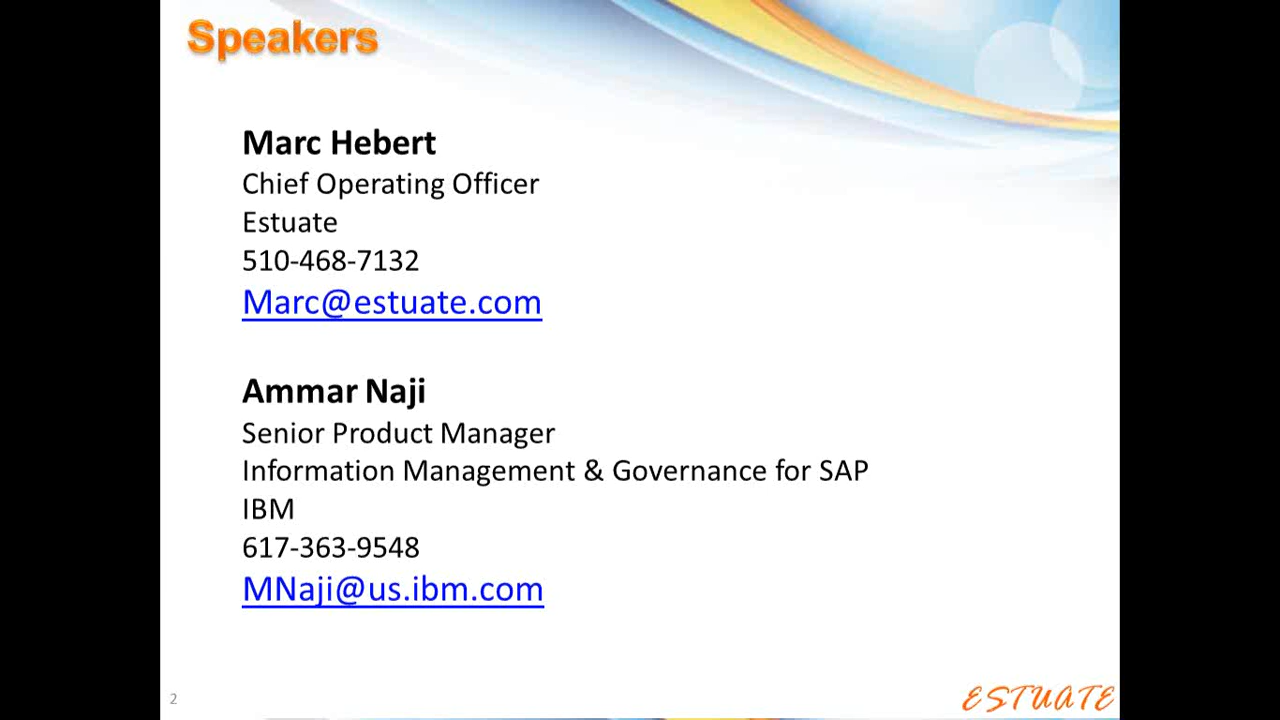 Speakers
Marc Hebert
Chief Operating Officer
Estuate
510-468-7132
Marc@estuate.com
Ammar Naji
Senior Product Manager
Information Management & Governance for SAP
IBM
617-363-9548
MNaji@us.ibm.com
2
ESTUATE